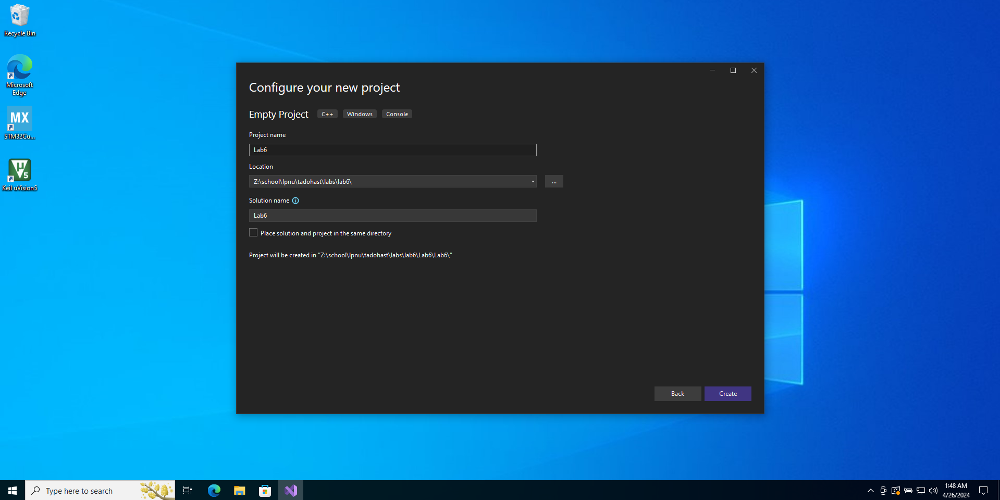 Recycle Bin
Microsoft
Edge
MX
STM32Cu...
µ
V5
Keil uVision5
Configure your new project
Empty Project C++ Windows Console
Project name
Lab6
Location
Z:\school\lpnu\tadohast\labs\lab6\
...
Solution name
Lab6
Place solution and project in the same directory
Project will be created in "Z:\school\lpnu\tadohast\labs\lab6\Lab6\Lab6\"
Back Create
Type here to search
1:48 AM
4/26/2024